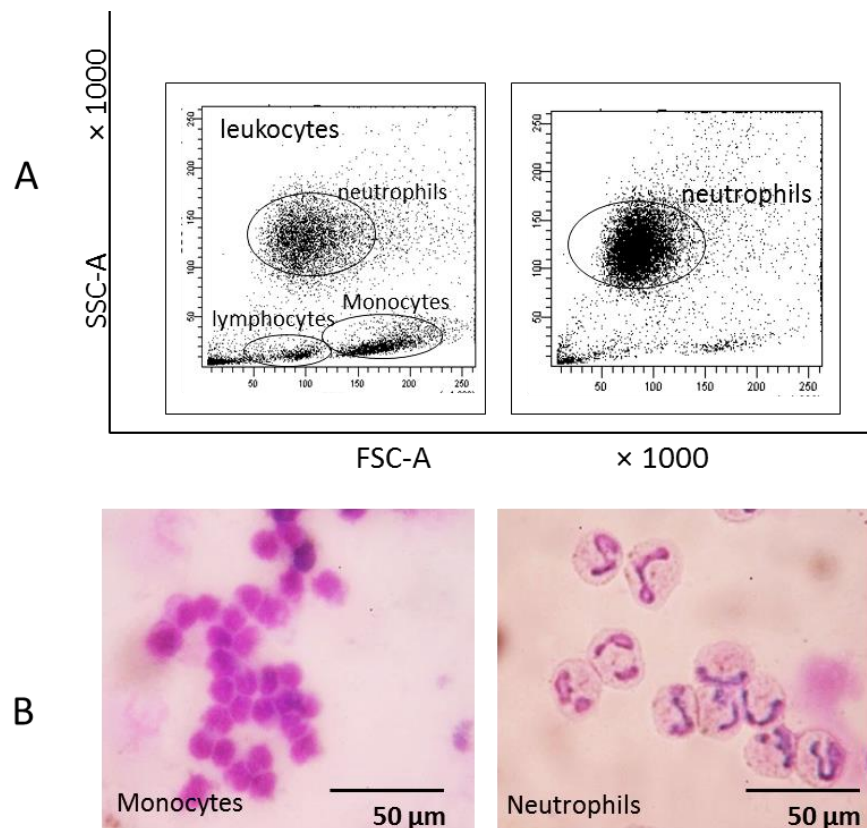 A
SSC-A × 1000
leukocytes
neutrophils
lymphocytes
Monocytes
250
200
150
100
50
50 100 150 200 250
neutrophils
250
200
150
100
50
50 100 150 200 250
FSC-A × 1000
B
Monocytes
50 µm
Neutrophils
50 µm